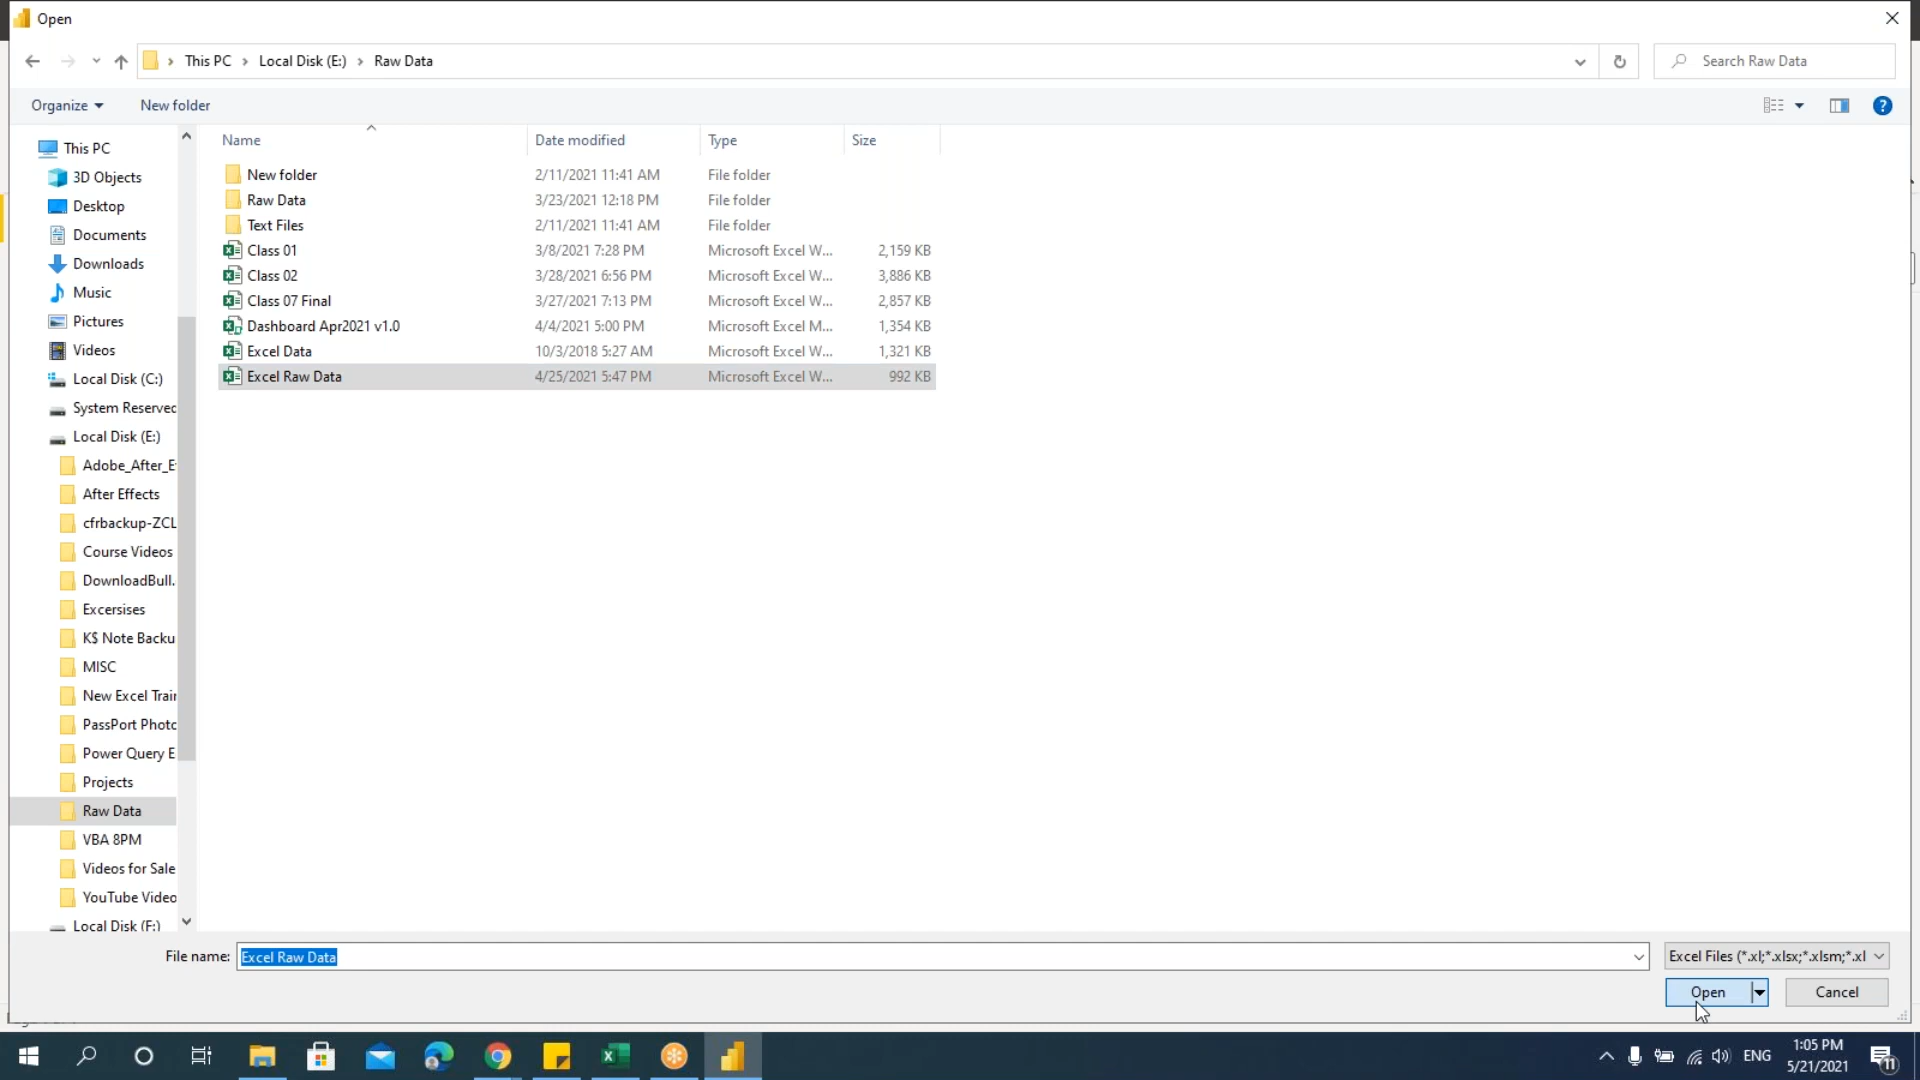 Open
This PC > Local Disk (E:) > Raw Data
Search Raw Data
Organize
New folder
Name
Date modified
Type
Size
This PC
3D Objects
Desktop
Documents
Downloads
Music
Pictures
Videos
Local Disk (C:)
System Reserved
Local Disk (E:)
Adobe_After_E
After Effects
cfrbackup-ZCL
Course Videos
DownloadBull.
Excersises
K$ Note Backu
MISC
New Excel Trair
PassPort Photo
Power Query E
Projects
Raw Data
VBA 8PM
Videos for Sale
YouTube Video
Local Disk (F:)
New folder 2/11/2021 11:41 AM File folder
Raw Data 3/23/2021 12:18 PM File folder
Text Files 2/11/2021 11:41 AM File folder
Class 01 3/8/2021 7:28 PM Microsoft Excel W... 2,159 KB
Class 02 3/28/2021 6:56 PM Microsoft Excel W... 3,886 KB
Class 07 Final 3/27/2021 7:13 PM Microsoft Excel W... 2,857 KB
Dashboard Apr2021 v1.0 4/4/2021 5:00 PM Microsoft Excel M... 1,354 KB
Excel Data 10/3/2018 5:27 AM Microsoft Excel W... 1,321 KB
Excel Raw Data 4/25/2021 5:47 PM Microsoft Excel W... 992 KB
File name: Excel Raw Data
Excel Files (*.xl;*.xlsx;*.xlsm;*.xl
Open
Cancel
ENG
1:05 PM
5/21/2021
11